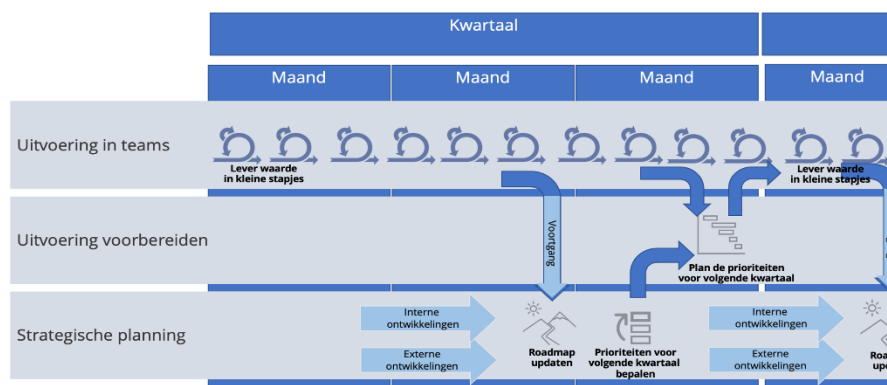 Kwartaal
Maand
Maand
Maand
Maand
Uitvoering in teams
Lever waarde
in kleine stapjes
Lever waarde
in kleine stapjes
Uitvoering voorbereiden
Voortgang
Plan de prioriteiten
voor volgende kwartaal
Strategische planning
Interne
ontwikkelingen
Externe
ontwikkelingen
Roadmap
updaten
Prioriteiten voor
volgende kwartaal
bepalen
Interne
ontwikkelingen
Externe
ontwikkelingen